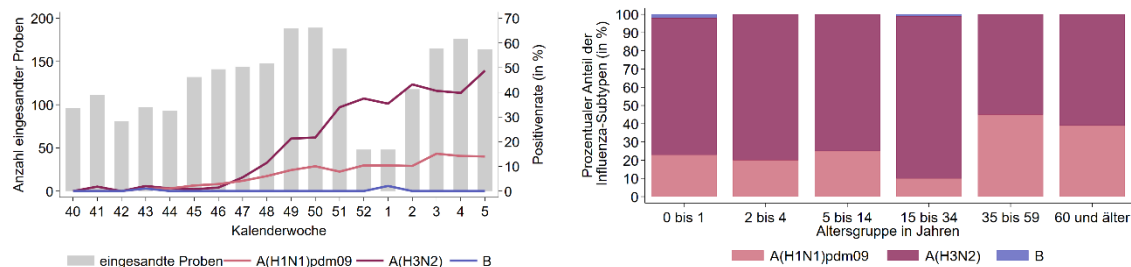 Anzahl eingesandter Proben
200
150
100
50
0
70
60
50
40
30
20
10
0
Positivenrate (in %)
40 41 42 43 44 45 46 47 48 49 50 51 52 1 2 3 4 5
Kalenderwoche
eingesandte Proben A(H1N1)pdm09 A(H3N2) B
Prozentualer Anteil der
Influenza-Subtypen (in %)
100
90
80
70
60
50
40
30
20
10
0
0 bis 1 2 bis 4 5 bis 14 15 bis 34 35 bis 59 60 und älter
Altersgruppe in Jahren
A(H1N1)pdm09 A(H3N2) B